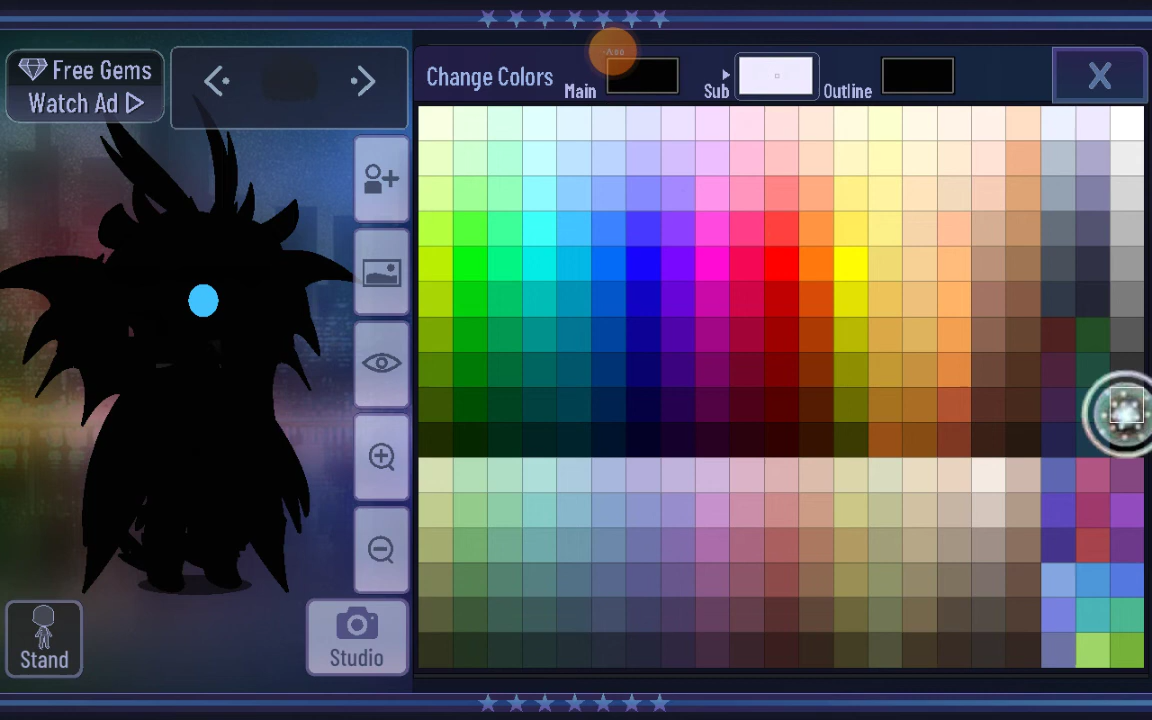 Free Gems
Watch Ad
Change Colors
Main
Sub
Outline
X
Stand
Studio